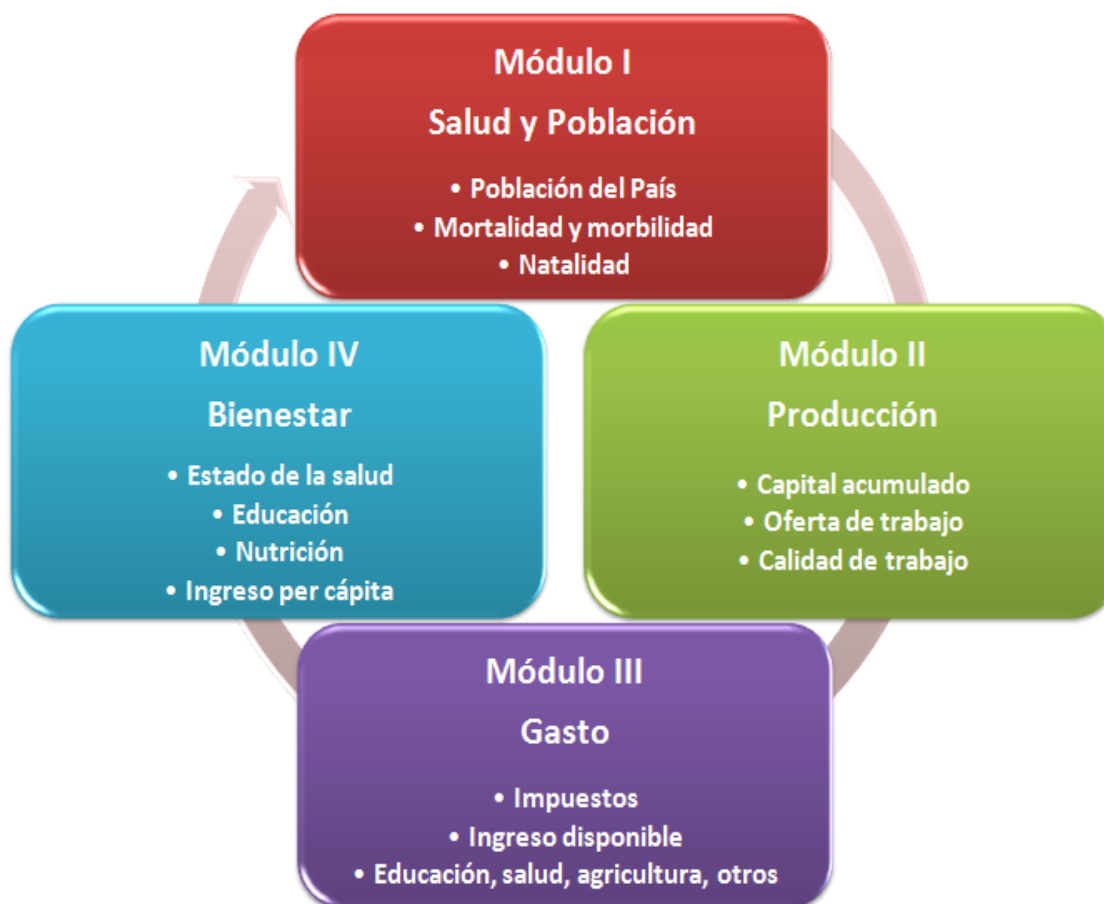 Módulo I
Salud y Población
• Población del País
• Mortalidad y morbilidad
• Natalidad
Módulo II
Producción
• Capital acumulado
• Oferta de trabajo
• Calidad de trabajo
Módulo III
Gasto
• Impuestos
• Ingreso disponible
• Educación, salud, agricultura, otros
Módulo IV
Bienestar
• Estado de la salud
• Educación
• Nutrición
• Ingreso per cápita